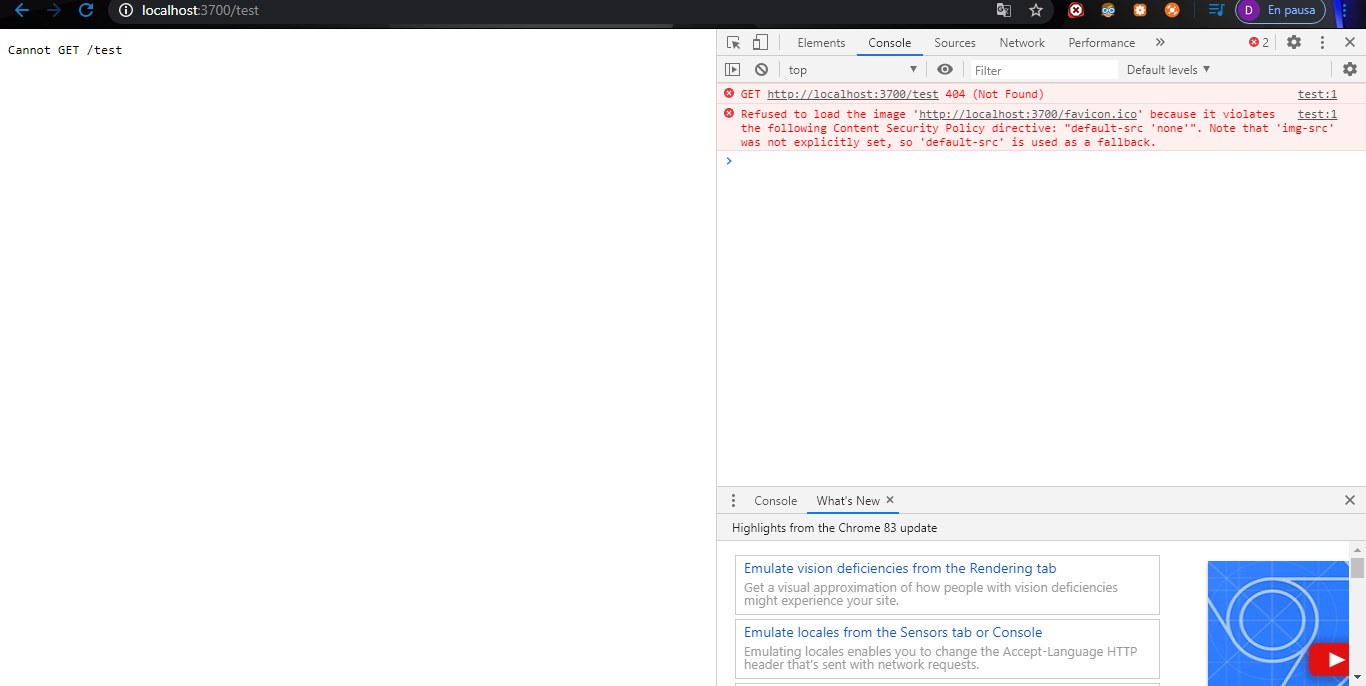 localhost:3700/test
D
En pausa
Cannot GET /test
Elements
Console
Sources
Network
Performance
2
top
Filter
Default levels
GET http://localhost:3700/test 404 (Not Found)
test:1
Refused to load the image 'http://localhost:3700/favicon.ico' because it violates
test:1
the following Content Security Policy directive: "default-src 'none'". Note that 'img-src'
was not explicitly set, so 'default-src' is used as a fallback.
Console
What's New
Highlights from the Chrome 83 update
Emulate vision deficiencies from the Rendering tab
Get a visual approximation of how people with vision deficiencies
might experience your site.
Emulate locales from the Sensors tab or Console
Emulating locales enables you to change the Accept-Language HTTP
header that's sent with network requests.